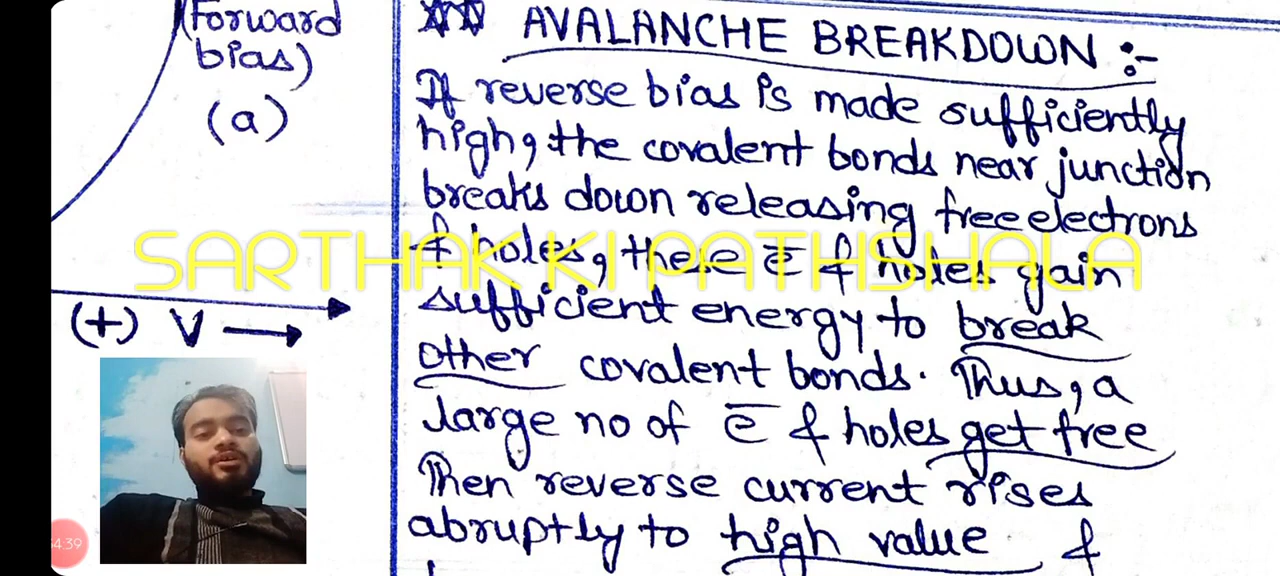 (Forward
bias)
(a)
(+) V →
AVALANCHE BREAKDOWN :-
If reverse bias is made sufficiently
high, the covalent bonds near junction
breaks down releasing free electrons
& holes, these e̅ & holes gain
SARTHAK KI PATHSHALA
sufficient energy to break
other covalent bonds. Thus, a
large no of e̅ & holes get free
Then reverse current rises
abruptly to high value &
4.39